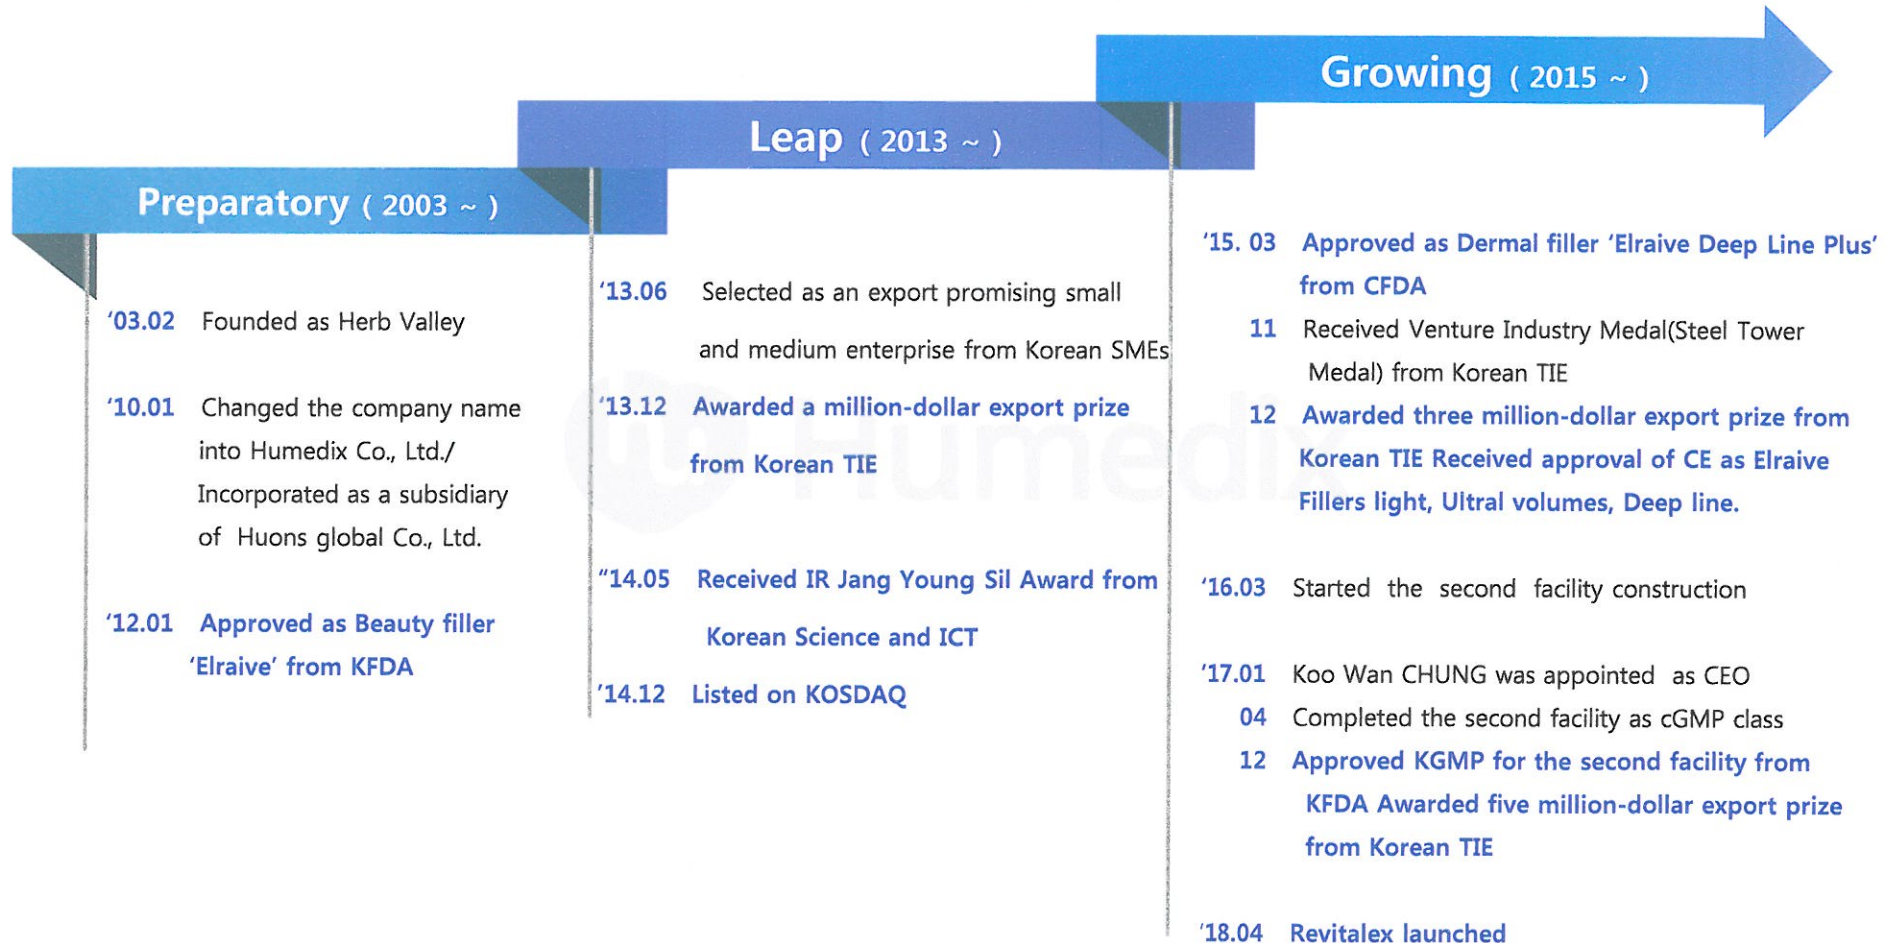 Preparatory ( 2003 ~ )
'03.02 Founded as Herb Valley
'10.01 Changed the company name
into Humedix Co., Ltd./
Incorporated as a subsidiary
of Huons global Co., Ltd.
'12.01 Approved as Beauty filler
'Elraive' from KFDA
Leap ( 2013 ~ )
'13.06 Selected as an export promising small
and medium enterprise from Korean SMEs
'13.12 Awarded a million-dollar export prize
from Korean TIE
"14.05 Received IR Jang Young Sil Award from
Korean Science and ICT
'14.12 Listed on KOSDAQ
Growing ( 2015 ~ )
'15. 03 Approved as Dermal filler 'Elraive Deep Line Plus'
from CFDA
11 Received Venture Industry Medal(Steel Tower
Medal) from Korean TIE
12 Awarded three million-dollar export prize from
Korean TIE Received approval of CE as Elraive
Fillers light, Ultral volumes, Deep line.
'16.03 Started the second facility construction
'17.01 Koo Wan CHUNG was appointed as CEO
04 Completed the second facility as cGMP class
12 Approved KGMP for the second facility from
KFDA Awarded five million-dollar export prize
from Korean TIE
'18.04 Revitalex launched
Humedix